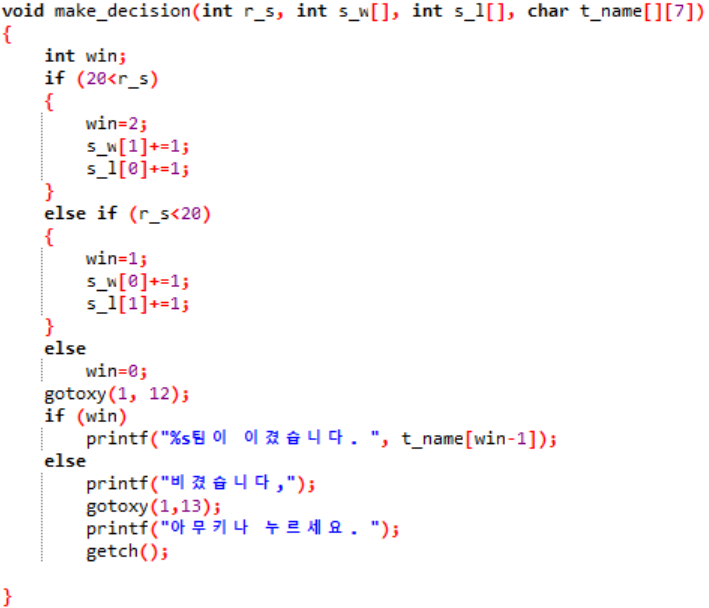 void make_decision(int r_s, int s_w[], int s_l[], char t_name[][7])
{
    int win;
    if (20<r_s)
    {
        win=2;
        s_w[1]+=1;
        s_l[0]+=1;
    }
    else if (r_s<20)
    {
        win=1;
        s_w[0]+=1;
        s_l[1]+=1;
    }
    else
        win=0;
    gotoxy(1, 12);
    if (win)
        printf("%s팀이 이겼습니다. ", t_name[win-1]);
    else
        printf("비겼습니다,");
        gotoxy(1,13);
        printf("아무키나 누르세요. ");
        getch();
}